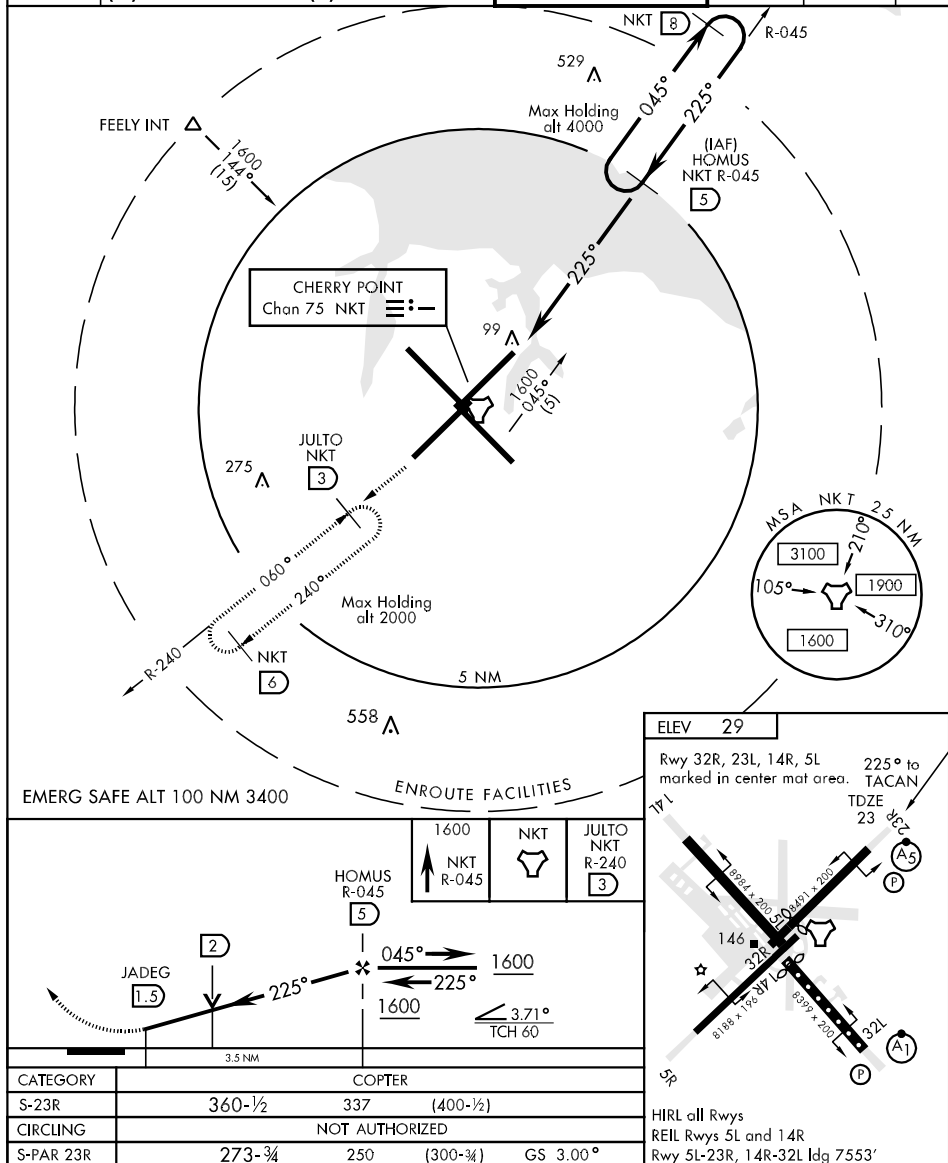 NKT 8
R-045
529
045°
225°
Max Holding
alt 4000
FEELY INT
1600
144°
(15)
(IAF)
HOMUS
NKT R-045
5
225°
CHERRY POINT
Chan 75 NKT
99
1600
045°
(5)
JULTO
NKT
3
275
060°
240°
Max Holding
alt 2000
R-240
NKT
6
5 NM
558
MSA NKT 25 NM
3100
210°
105°
1900
310°
1600
EMERG SAFE ALT 100 NM 3400
ENROUTE FACILITIES
ELEV 29
Rwy 32R, 23L, 14R, 5L
marked in center mat area.
225° to
TACAN
TDZE
23
14L
23R
A5
P
8984 x 200
8491 x 200
5L
146
32R
14R
8188 x 196
8399 x 200
32L
A1
P
5R
HIRL all Rwys
REIL Rwys 5L and 14R
Rwy 5L-23R, 14R-32L ldg 7553'
1600
NKT
R-045
NKT
JULTO
NKT
R-240
3
HOMUS
R-045
5
2
JADEG
1.5
225°
045°
1600
225°
1600
3.71°
TCH 60
3.5 NM
CATEGORY COPTER
S-23R 360-½ 337 (400-½)
CIRCLING NOT AUTHORIZED
S-PAR 23R 273-¾ 250 (300-¾) GS 3.00°